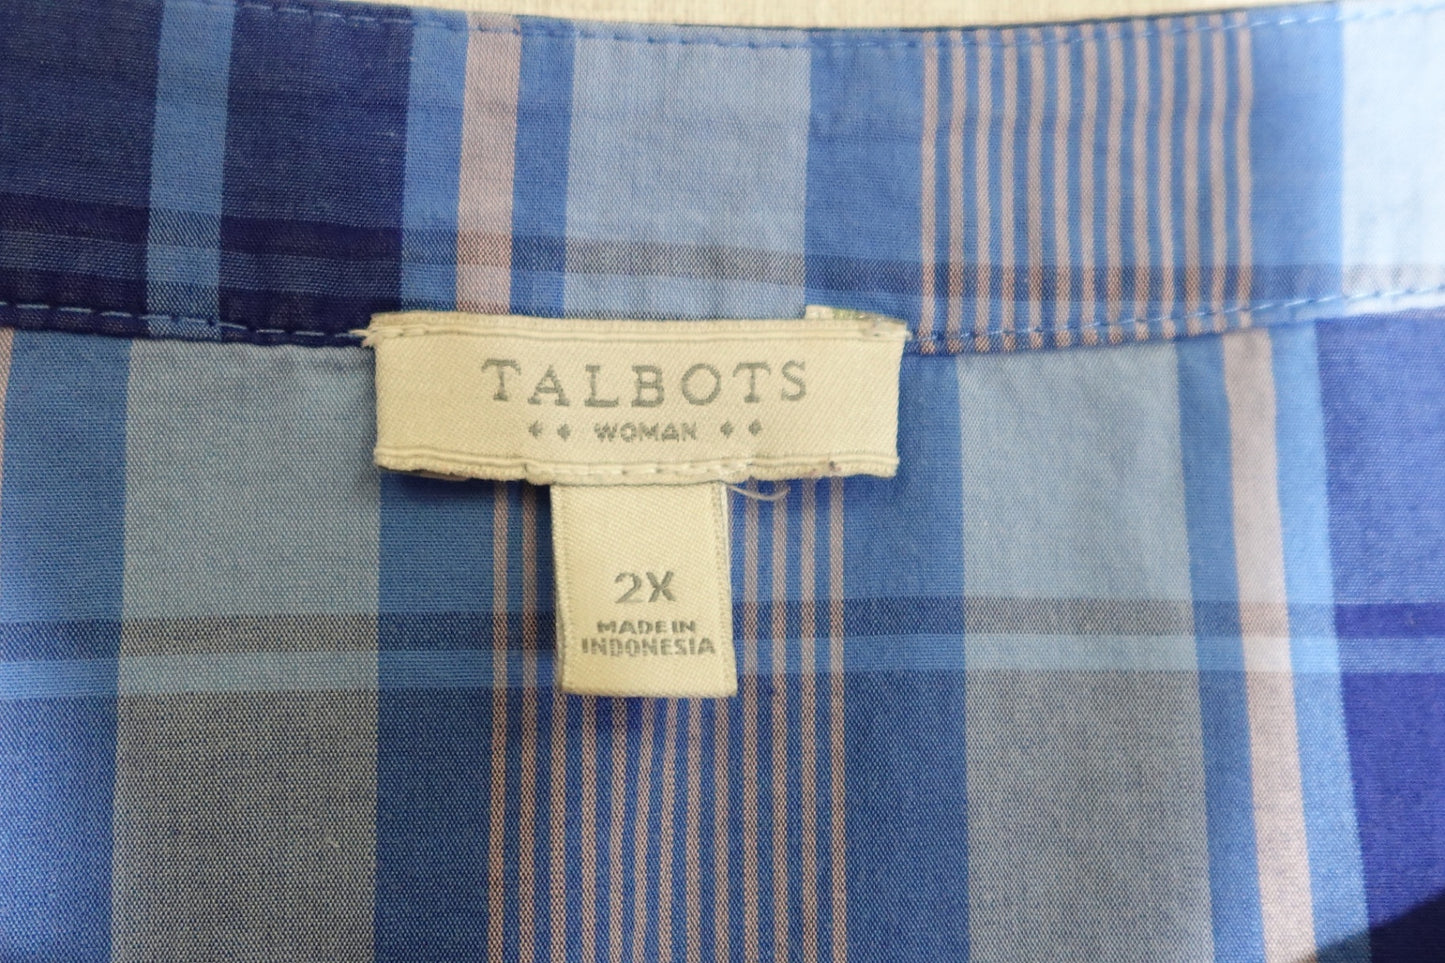 TALBOTS
WOMAN
2X
MADE IN
INDONESIA